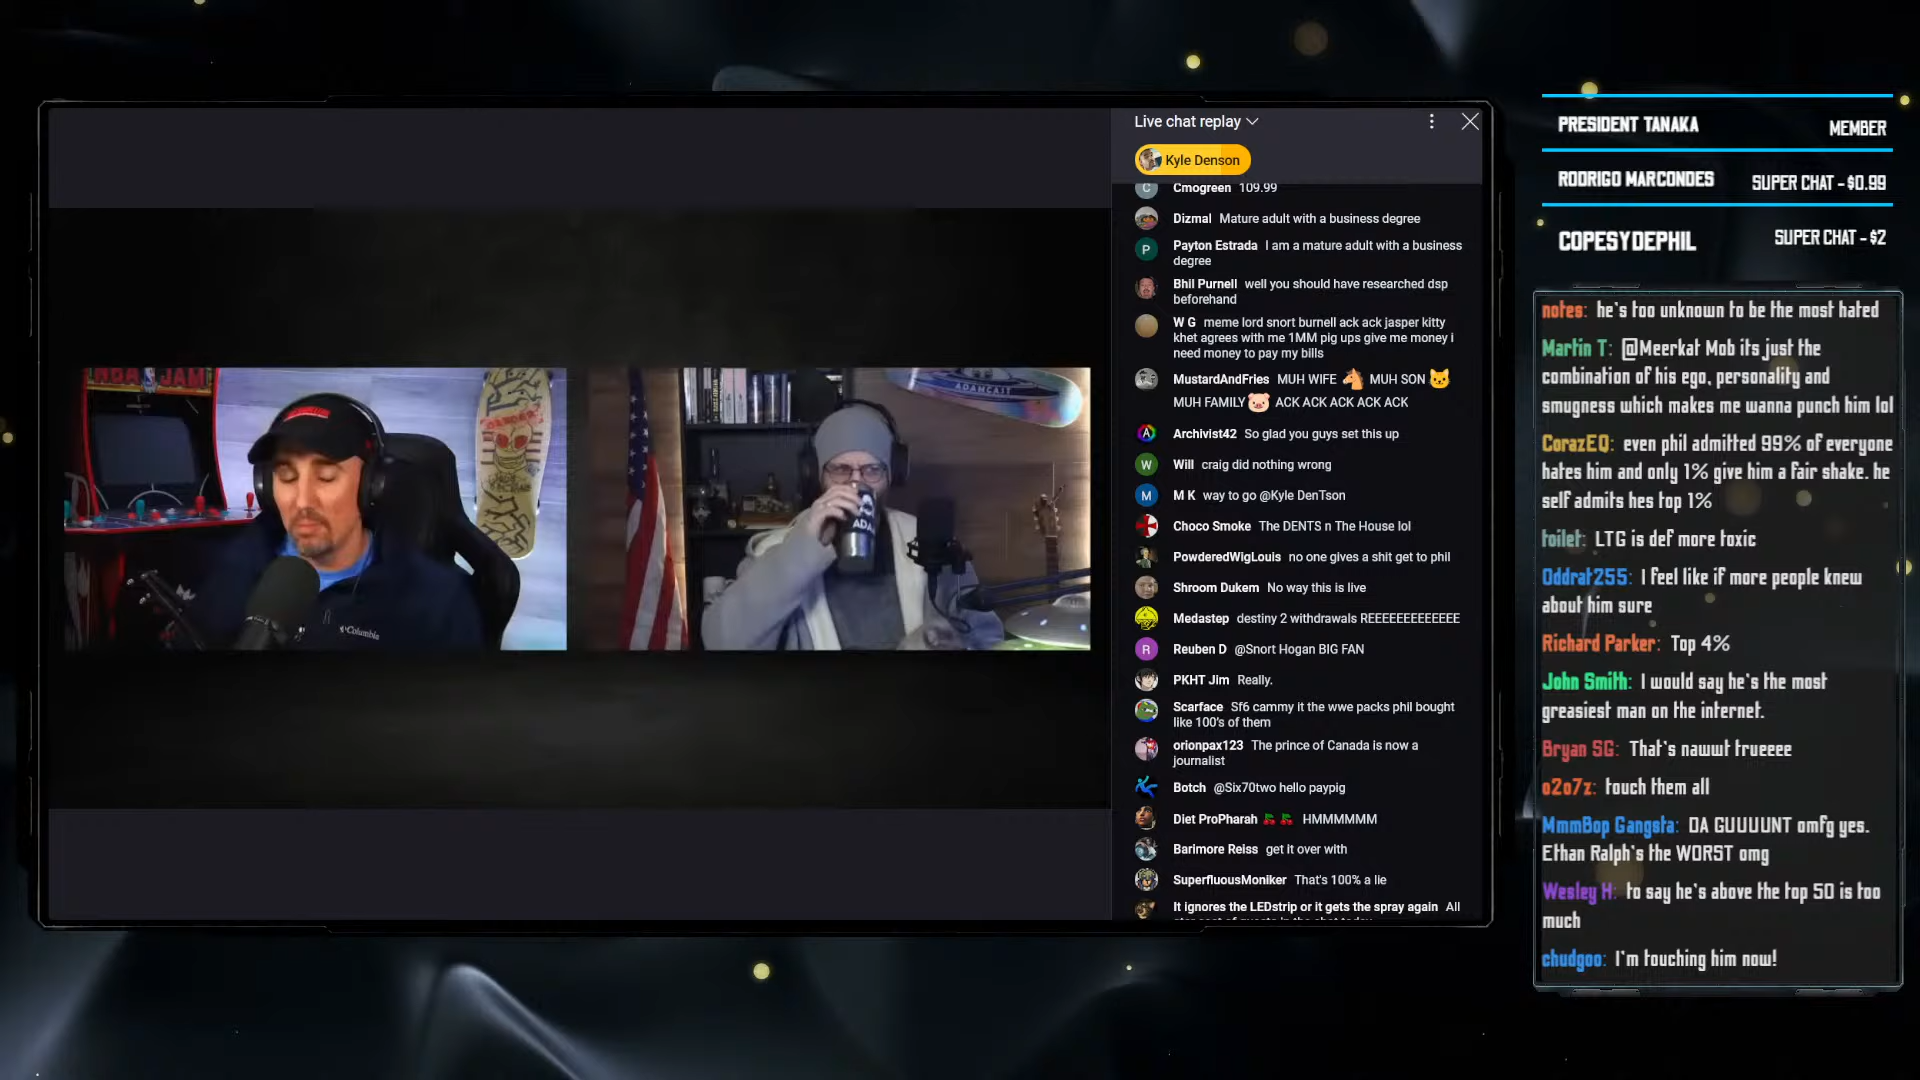 NBA JAM
ADAMCAIT
ADA
Columbia
Live chat replay
Kyle Denson
Cmogreen 109.99
Dizmal Mature adult with a business degree
Payton Estrada I am a mature adult with a business
degree
Bhil Purnell well you should have researched dsp
beforehand
W G meme lord snort burnell ack ack jasper kitty
khet agrees with me 1MM pig ups give me money i
need money to pay my bills
MustardAndFries MUH WIFE 🐴 MUH SON 🐱
MUH FAMILY 🐷 ACK ACK ACK ACK ACK
Archivist42 So glad you guys set this up
Will craig did nothing wrong
M K way to go @Kyle DenTson
Choco Smoke The DENTS n The House lol
PowderedWigLouis no one gives a shit get to phil
Shroom Dukem No way this is live
Medastep destiny 2 withdrawals REEEEEEEEEEEEE
Reuben D @Snort Hogan BIG FAN
PKHT Jim Really.
Scarface Sf6 cammy it the wwe packs phil bought
like 100's of them
orionpax123 The prince of Canada is now a
journalist
Botch @Six70two hello paypig
Diet ProPharah 🍒 🍒 HMMMMMM
Barimore Reiss get it over with
SuperfluousMoniker That's 100% a lie
It ignores the LEDstrip or it gets the spray again All
PRESIDENT TANAKA MEMBER
RODRIGO MARCONDES SUPER CHAT - $0.99
COPESYDEPHIL SUPER CHAT - $2
notes: he's too unknown to be the most hated
Martin T: @Meerkat Mob its just the
combination of his ego, personality and
smugness which makes me wanna punch him lol
CorazEQ: even phil admitted 99% of everyone
hates him and only 1% give him a fair shake. he
self admits hes top 1%
toilet: LTG is def more toxic
Oddrat255: I feel like if more people knew
about him sure
Richard Parker: Top 4%
John Smith: I would say he's the most
greasiest man on the internet.
Bryan SG: That's nawwt trueeee
o2o7z: touch them all
MmmBop Gangsta: DA GUUUUNT omfg yes.
Ethan Ralph's the WORST omg
Wesley H: to say he's above the top 50 is too
much
chudgoo: I'm touching him now!